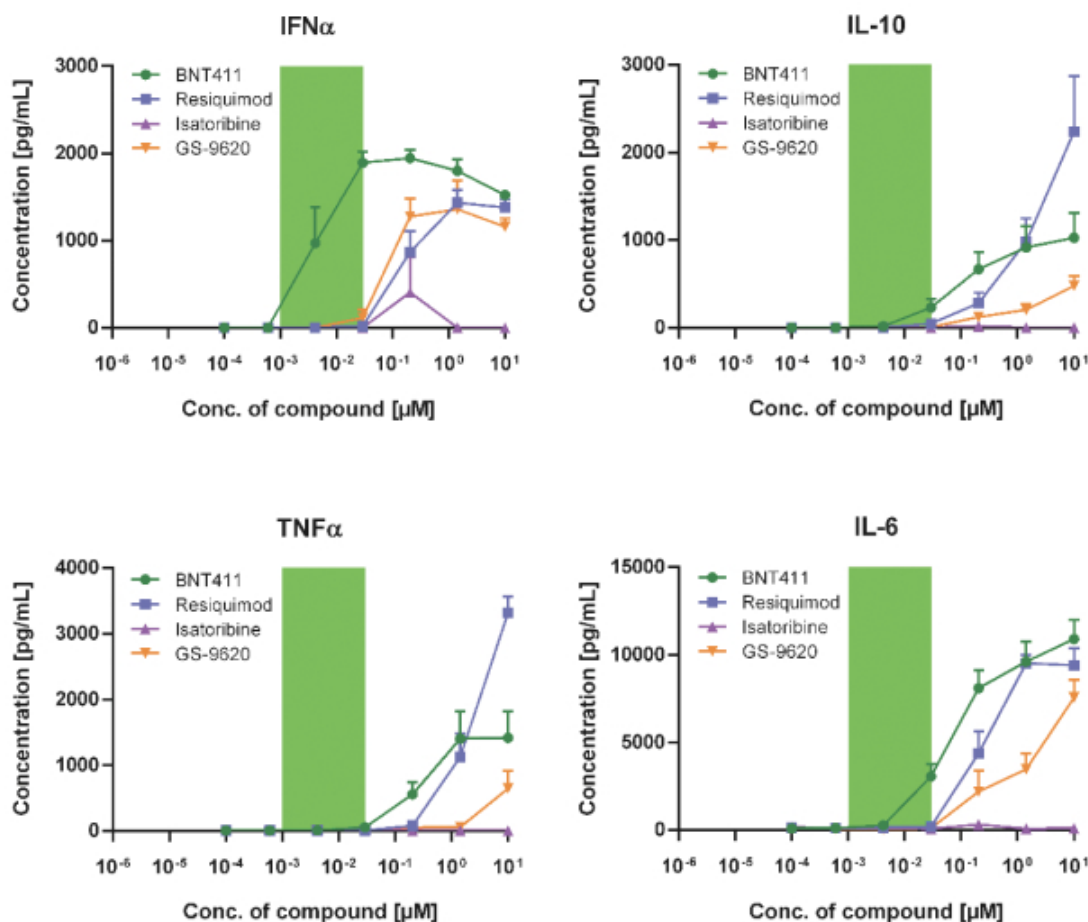 IFNα
Concentration [pg/mL]
3000
2000
1000
0
BNT411
Resiquimod
Isatoribine
GS-9620
10⁻⁶ 10⁻⁵ 10⁻⁴ 10⁻³ 10⁻² 10⁻¹ 10⁰ 10¹
Conc. of compound [µM]
IL-10
Concentration [pg/mL]
3000
2000
1000
0
BNT411
Resiquimod
Isatoribine
GS-9620
10⁻⁶ 10⁻⁵ 10⁻⁴ 10⁻³ 10⁻² 10⁻¹ 10⁰ 10¹
Conc. of compound [µM]
TNFα
Concentration [pg/mL]
4000
3000
2000
1000
0
BNT411
Resiquimod
Isatoribine
GS-9620
10⁻⁶ 10⁻⁵ 10⁻⁴ 10⁻³ 10⁻² 10⁻¹ 10⁰ 10¹
Conc. of compound [µM]
IL-6
Concentration [pg/mL]
15000
10000
5000
0
BNT411
Resiquimod
Isatoribine
GS-9620
10⁻⁶ 10⁻⁵ 10⁻⁴ 10⁻³ 10⁻² 10⁻¹ 10⁰ 10¹
Conc. of compound [µM]